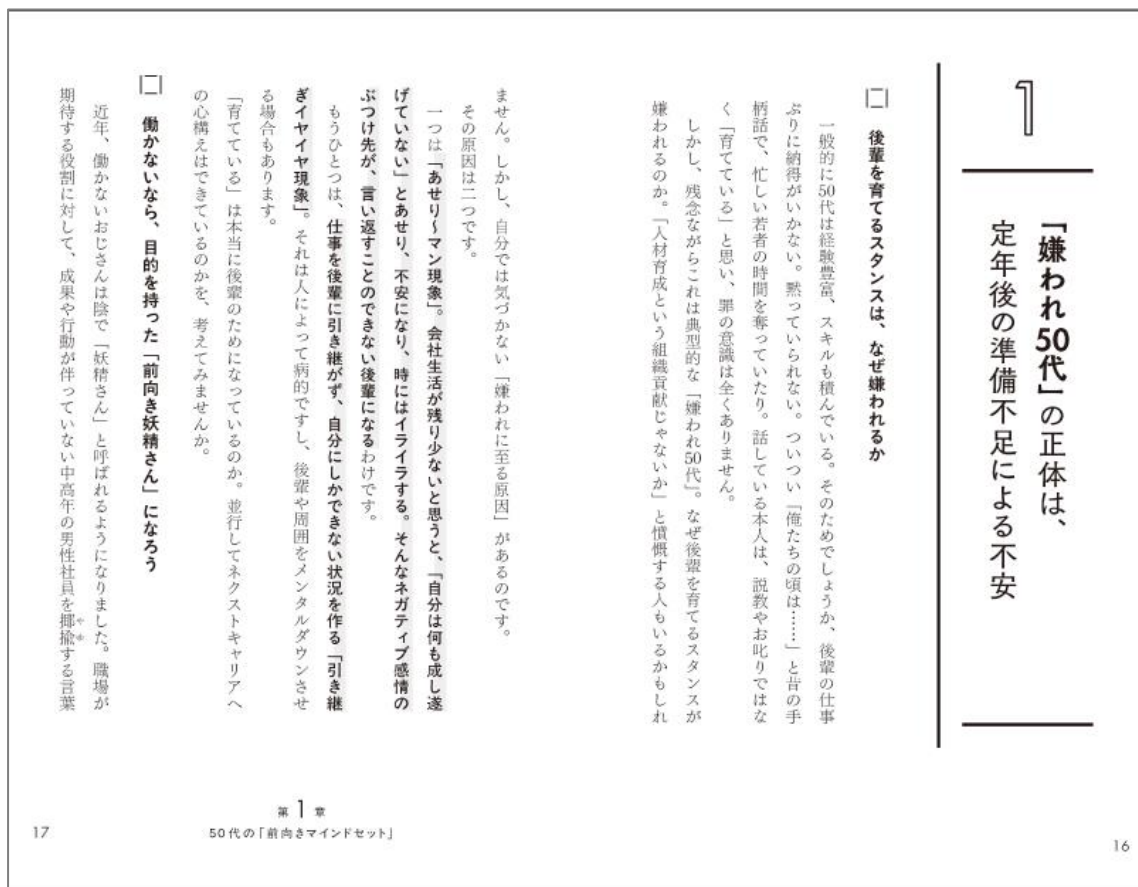 1
「嫌われ50代」の正体は、
定年後の準備不足による不安
後輩を育てるスタンスは、なぜ嫌われるか
一般的に50代は経験豊富、スキルも積んでいる。そのためでしょうか、後輩の仕事
ぶりに納得がいかない。黙っていられない。ついつい「俺たちの頃は……」と昔の手
柄話で、忙しい若者の時間を奪っていたり。話している本人は、説教やお叱りではな
く「育てている」と思い、罪の意識は全くありません。
しかし、残念ながらこれは典型的な「嫌われ50代」。なぜ後輩を育てるスタンスが
嫌われるのか。「人材育成という組織貢献じゃないか」と憤慨する人もいるかもしれ
16
ません。しかし、自分では気づかない「嫌われに至る原因」があるのです。
その原因は二つです。
一つは「あせり〜マン現象」。会社生活が残り少ないと思うと、「自分は何も成し遂
げていない」とあせり、不安になり、時にはイライラする。そんなネガティブ感情の
ぶつけ先が、言い返すことのできない後輩になるわけです。
もうひとつは、仕事を後輩に引き継がず、自分にしかできない状況を作る「引き継
ぎイヤイヤ現象」。それは人によって病的ですし、後輩や周囲をメンタルダウンさせ
る場合もあります。
「育てている」は本当に後輩のためになっているのか。並行してネクストキャリアへ
の心構えはできているのかを、考えてみませんか。
働かないなら、目的を持った「前向き妖精さん」になろう
近年、働かないおじさんは陰で「妖精さん」と呼ばれるようになりました。職場が
期待する役割に対して、成果や行動が伴っていない中高年の男性社員を揶揄する言葉
やゆ
第1章
50代の「前向きマインドセット」
17